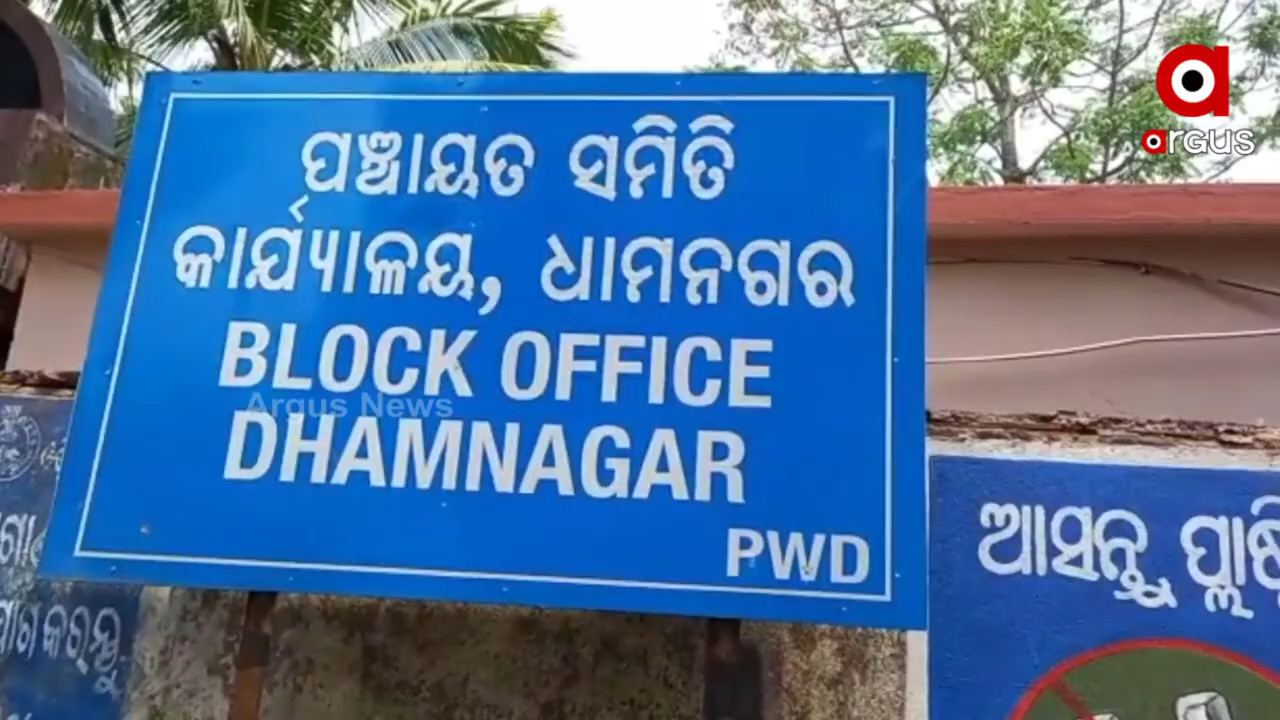 ପଞ୍ଚାୟତ ସମିତି
କାର୍ଯ୍ୟାଳୟ, ଧାମନଗର
BLOCK OFFICE
DHAMNAGAR
PWD
Argus News
argus
ଆସନ୍ତୁ